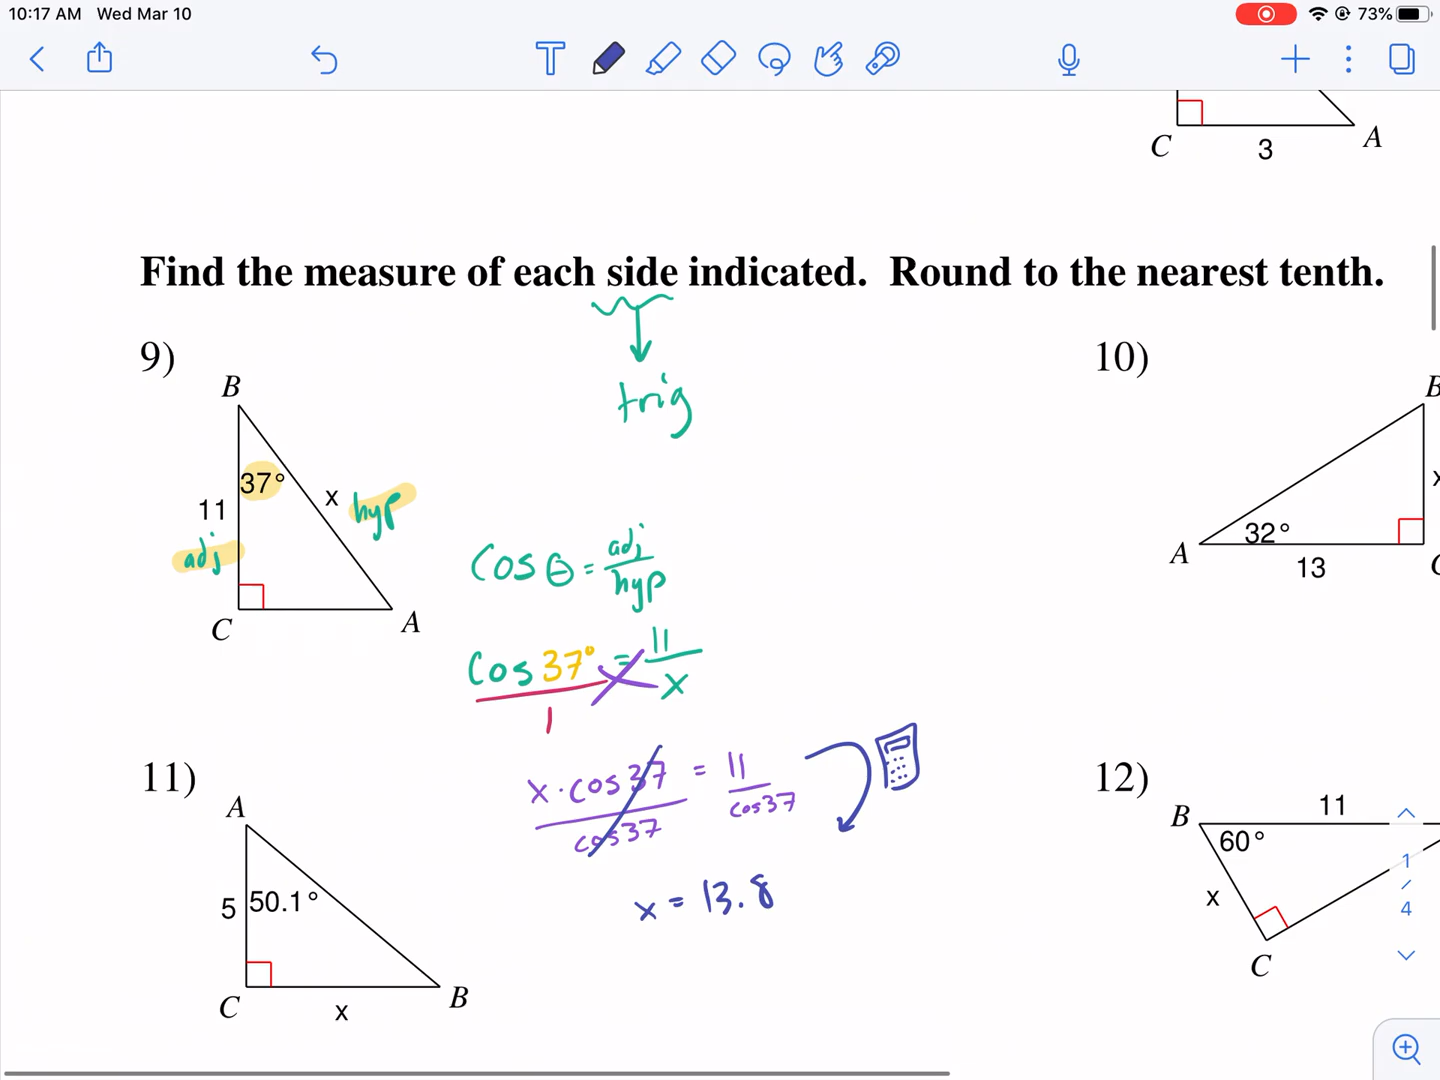 10:17 AM Wed Mar 10
73%
T
C
3
A
Find the measure of each side indicated. Round to the nearest tenth.
trig
9)
B
37°
11
x
hyp
adj
C
A
cos θ = adj/hyp
cos 37° = 11/x
1
x · cos 37 = 11
cos 37
cos 37
x = 13.8
10)
B
x
32°
A
13
C
11)
A
5
50.1°
C
x
B
12)
B
11
60°
x
C
1
/
4